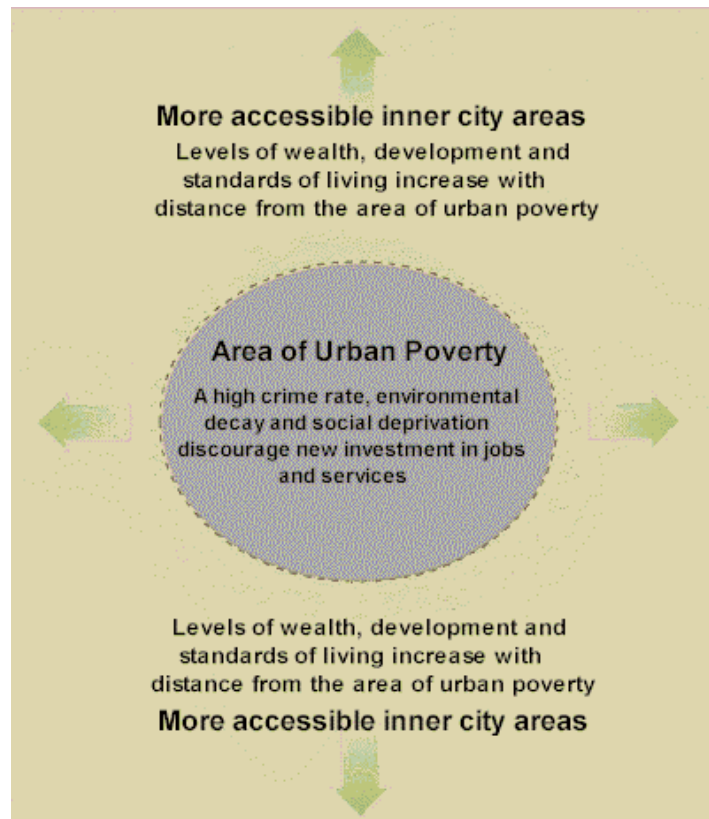 More accessible inner city areas
Levels of wealth, development and
standards of living increase with
distance from the area of urban poverty
Area of Urban Poverty
A high crime rate, environmental
decay and social deprivation
discourage new investment in jobs
and services
Levels of wealth, development and
standards of living increase with
distance from the area of urban poverty
More accessible inner city areas